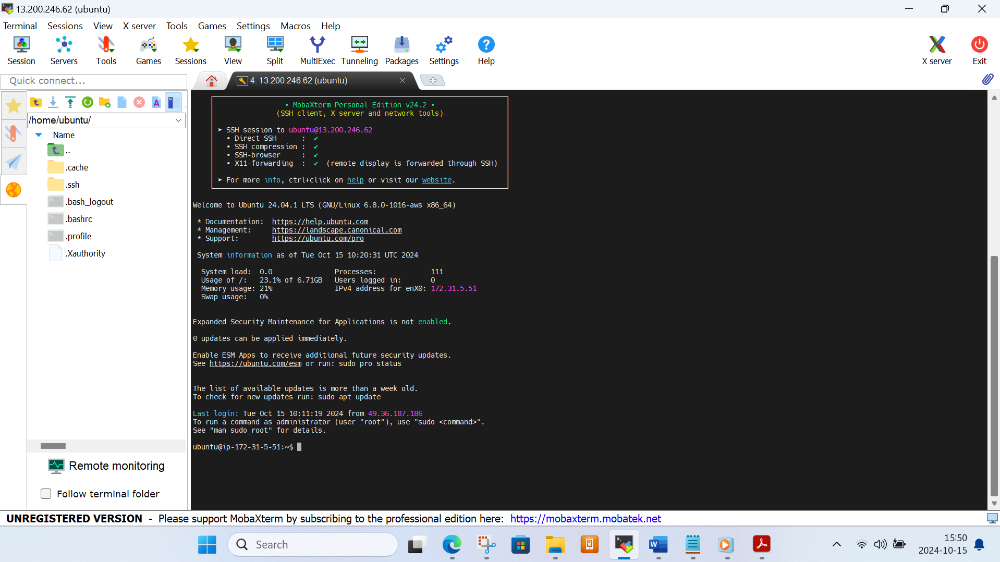 13.200.246.62 (ubuntu)
Terminal Sessions View X server Tools Games Settings Macros Help
Session Servers Tools Games Sessions View Split MultiExec Tunneling Packages Settings Help X server Exit
Quick connect...
4. 13.200.246.62 (ubuntu)
/home/ubuntu/
Name
..
.cache
.ssh
.bash_logout
.bashrc
.profile
.Xauthority
Remote monitoring
Follow terminal folder
• MobaXterm Personal Edition v24.2 •
(SSH client, X server and network tools)
➤ SSH session to ubuntu@13.200.246.62
• Direct SSH : ✔
• SSH compression : ✔
• SSH-browser : ✔
• X11-forwarding : ✔ (remote display is forwarded through SSH)
➤ For more info, ctrl+click on help or visit our website.
Welcome to Ubuntu 24.04.1 LTS (GNU/Linux 6.8.0-1016-aws x86_64)
* Documentation: https://help.ubuntu.com
* Management: https://landscape.canonical.com
* Support: https://ubuntu.com/pro
System information as of Tue Oct 15 10:20:31 UTC 2024
System load: 0.0 Processes: 111
Usage of /: 23.1% of 6.71GB Users logged in: 0
Memory usage: 21% IPv4 address for enX0: 172.31.5.51
Swap usage: 0%
Expanded Security Maintenance for Applications is not enabled.
0 updates can be applied immediately.
Enable ESM Apps to receive additional future security updates.
See https://ubuntu.com/esm or run: sudo pro status
The list of available updates is more than a week old.
To check for new updates run: sudo apt update
Last login: Tue Oct 15 10:11:19 2024 from 49.36.187.186
To run a command as administrator (user "root"), use "sudo <command>".
See "man sudo_root" for details.
ubuntu@ip-172-31-5-51:~$
UNREGISTERED VERSION - Please support MobaXterm by subscribing to the professional edition here: https://mobaxterm.mobatek.net
Search
15:50
2024-10-15